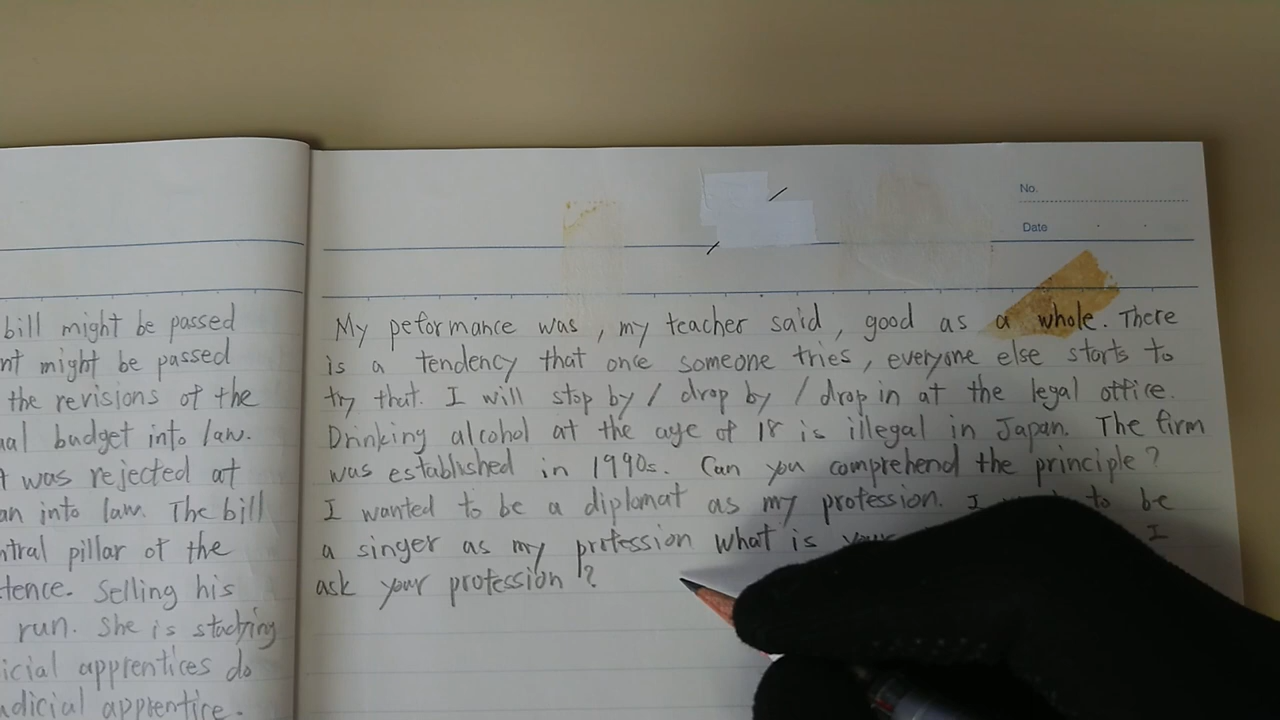 bill might be passed
nt might be passed
the revisions of the
al budget into law.
was rejected at
an into law. The bill
ntral pillar of the
tence. Selling his
run. She is studying
icial apprentices do
udicial apprentice.
No.
Date
My peformance was, my teacher said, good as a whole. There
is a tendency that once someone tries, everyone else starts to
try that. I will stop by / drop by / drop in at the legal office.
Drinking alcohol at the age of 18 is illegal in Japan. The firm
was established in 1990s. Can you comprehend the principle?
I wanted to be a diplomat as my profession. I to be
a singer as my profession What is your I
ask your profession?